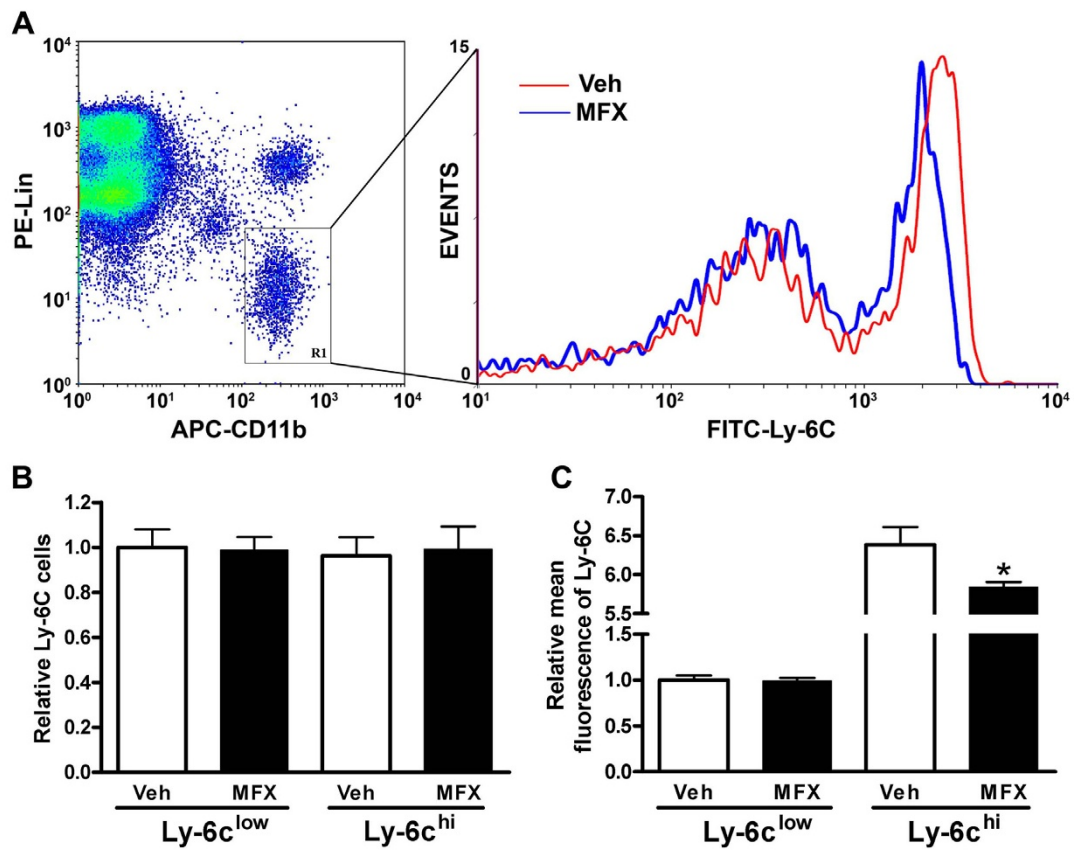 A
PE-Lin
10⁴
10³
10²
10¹
10⁰
R1
10⁰ 10¹ 10² 10³ 10⁴
APC-CD11b
15
EVENTS
0
Veh
MFX
10¹ 10² 10³ 10⁴
FITC-Ly-6C
B
Relative Ly-6C cells
1.2
1.0
0.8
0.6
0.4
0.2
0.0
Veh MFX Veh MFX
Ly-6c^low Ly-6c^hi
C
Relative mean
fluorescence of Ly-6C
7.0
6.5
6.0
5.5
1.5
1.0
0.5
0.0
*
Veh MFX Veh MFX
Ly-6c^low Ly-6c^hi